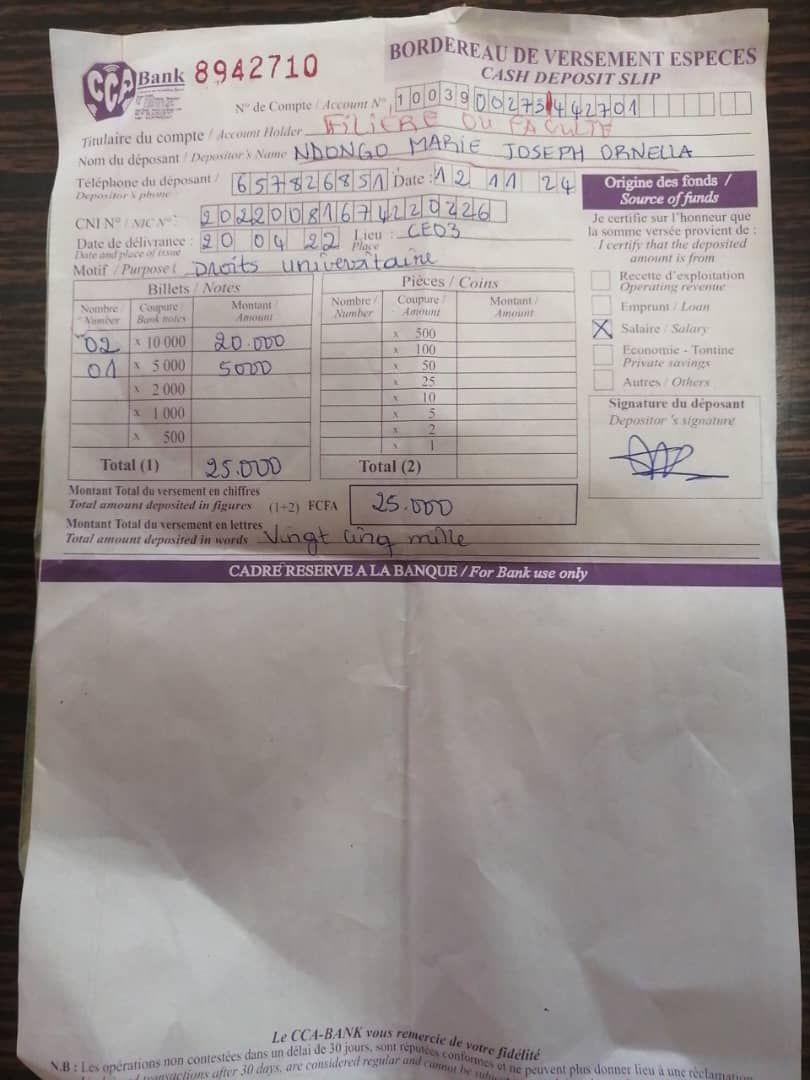 CCA Bank 8942710
BORDEREAU DE VERSEMENT ESPECES
CASH DEPOSIT SLIP
N° de Compte / Account N° 10039 00273442701
Titulaire du compte / Account Holder FILIERE OU FACULTE
Nom du déposant / Depositor's Name NDONGO MARIE JOSEPH ORNELLA
Téléphone du déposant / 657826851 Date : 12 11 24
Depositor's phone
CNI N° / NIC N° : 20220081674220226
Date de délivrance : 20 04 22 Lieu : CE03
Date and place of issue Place
Motif / Purpose : Droits universitaire
Origine des fonds /
Source of funds
Je certifie sur l'honneur que
la somme versée provient de :
I certify that the deposited
amount is from
Recette d'exploitation
Operating revenue
Emprunt / Loan
X Salaire / Salary
Economie - Tontine
Private savings
Autres / Others
Signature du déposant
Depositor 's signature
Billets / Notes
Nombre / Coupure / Montant /
Number Bank notes Amount
02 x 10 000 20.000
01 x 5 000 5000
x 2 000
x 1 000
x 500
Total (1) 25.000
Pièces / Coins
Nombre / Coupure / Montant /
Number Amount Amount
x 500
x 100
x 50
x 25
x 10
x 5
x 2
x 1
Total (2)
Montant Total du versement en chiffres
Total amount deposited in figures (1+2) FCFA 25.000
Montant Total du versement en lettres
Total amount deposited in words Vingt cinq mille
CADRE RESERVE A LA BANQUE / For Bank use only
Le CCA-BANK vous remercie de votre fidélité
N.B : Les opérations non contestées dans un délai de 30 jours, sont réputées conformes et ne peuvent plus donner lieu à une réclamation
transactions after 30 days, are considered regular and cannot be